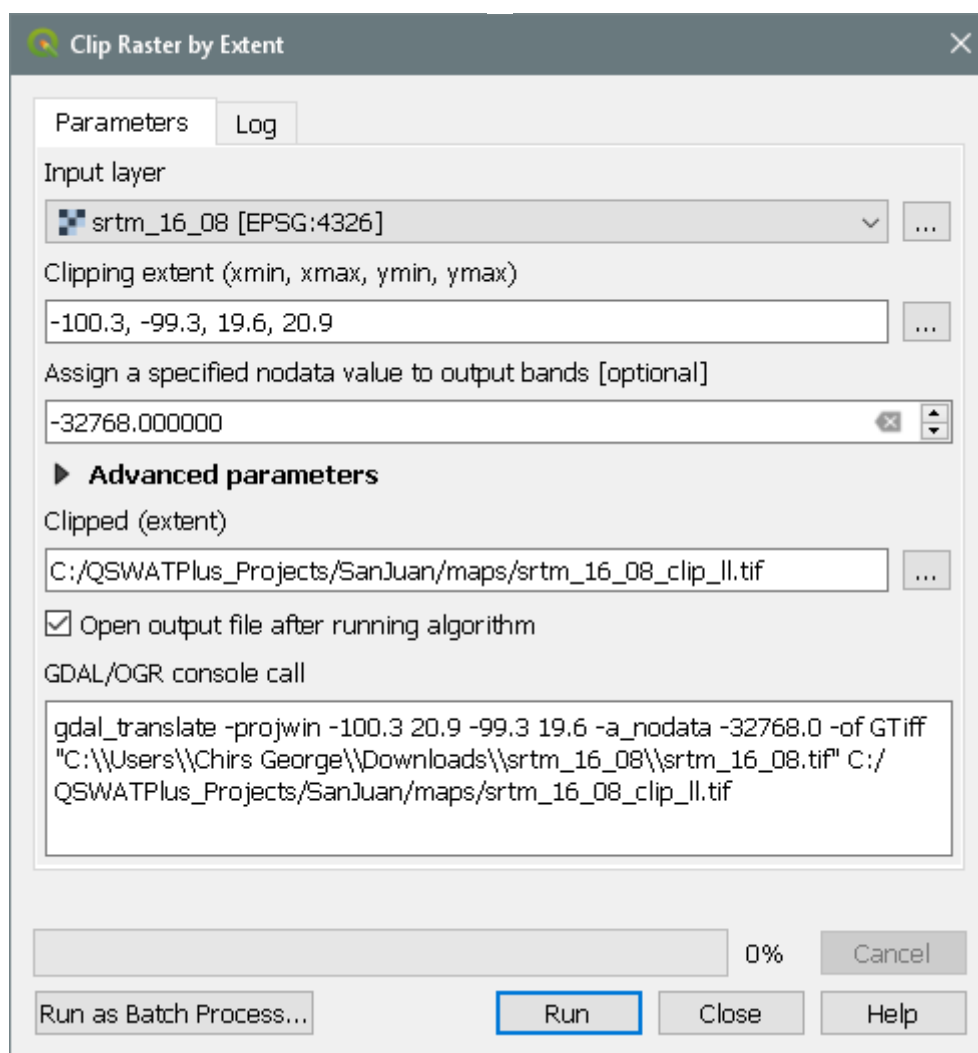 Clip Raster by Extent
Parameters Log
Input layer
srtm_16_08 [EPSG:4326]
...
Clipping extent (xmin, xmax, ymin, ymax)
-100.3, -99.3, 19.6, 20.9
...
Assign a specified nodata value to output bands [optional]
-32768.000000
Advanced parameters
Clipped (extent)
C:/QSWATPlus_Projects/SanJuan/maps/srtm_16_08_clip_ll.tif
...
Open output file after running algorithm
GDAL/OGR console call
gdal_translate -projwin -100.3 20.9 -99.3 19.6 -a_nodata -32768.0 -of GTiff
"C:\\Users\\Chirs George\\Downloads\\srtm_16_08\\srtm_16_08.tif" C:/
QSWATPlus_Projects/SanJuan/maps/srtm_16_08_clip_ll.tif
0% Cancel
Run as Batch Process... Run Close Help